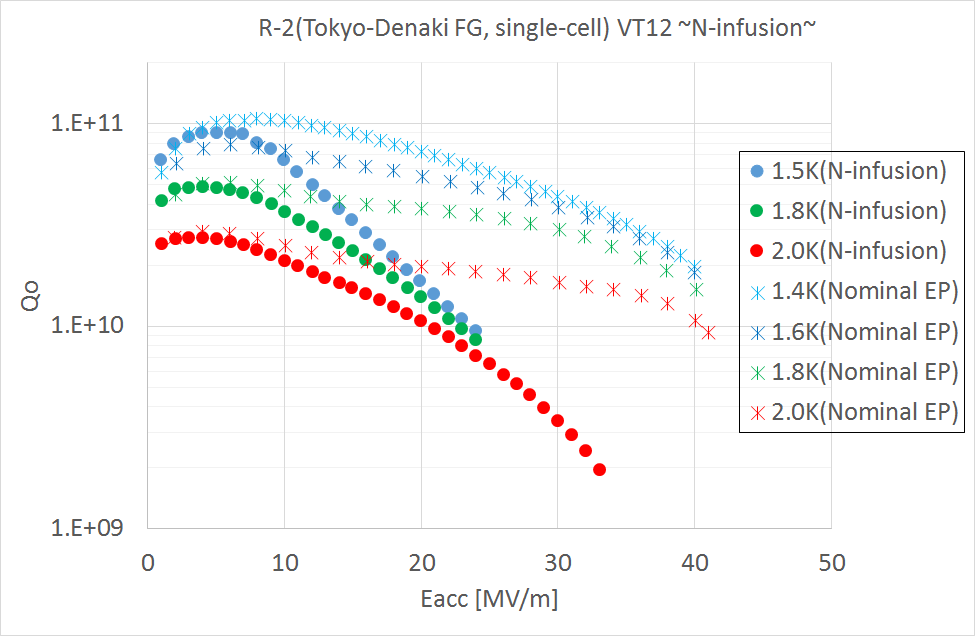 R-2(Tokyo-Denaki FG, single-cell) VT12 ~N-infusion~
1.E+11
1.E+10
1.E+09
Qo
0
10
20
30
40
50
Eacc [MV/m]
1.5K(N-infusion)
1.8K(N-infusion)
2.0K(N-infusion)
1.4K(Nominal EP)
1.6K(Nominal EP)
1.8K(Nominal EP)
2.0K(Nominal EP)